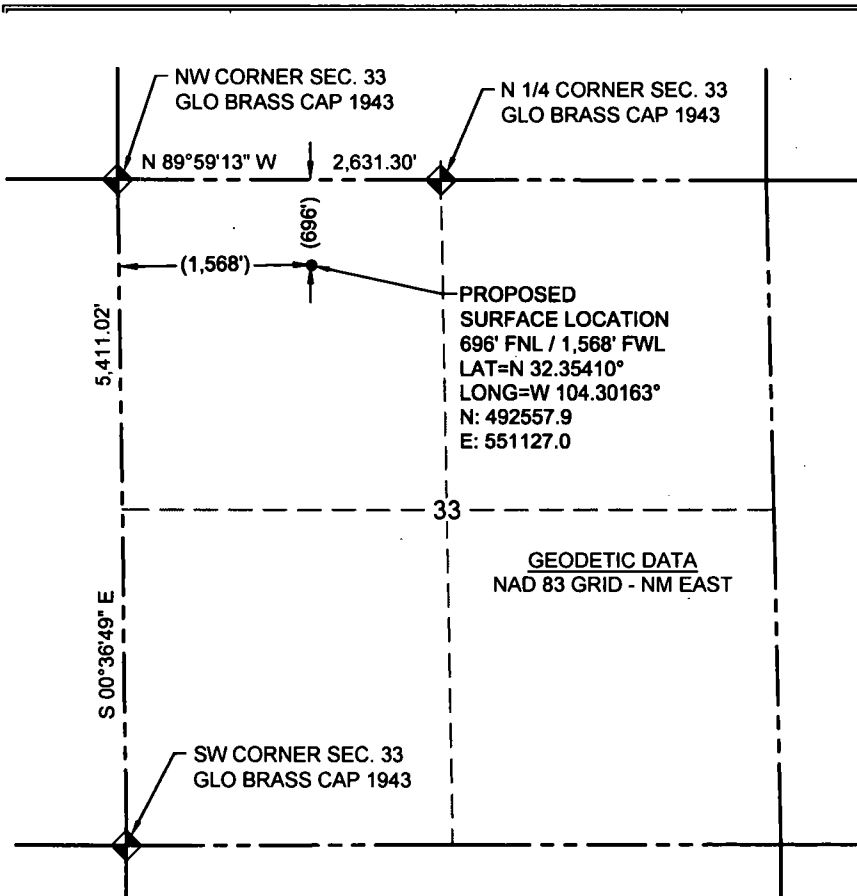 NW CORNER SEC. 33
GLO BRASS CAP 1943
N 1/4 CORNER SEC. 33
GLO BRASS CAP 1943
N 89°59'13" W 2,631.30'
(696')
(1,568')
5,411.02'
PROPOSED
SURFACE LOCATION
696' FNL / 1,568' FWL
LAT=N 32.35410°
LONG=W 104.30163°
N: 492557.9
E: 551127.0
33
GEODETIC DATA
NAD 83 GRID - NM EAST
S 00°36'49" E
SW CORNER SEC. 33
GLO BRASS CAP 1943